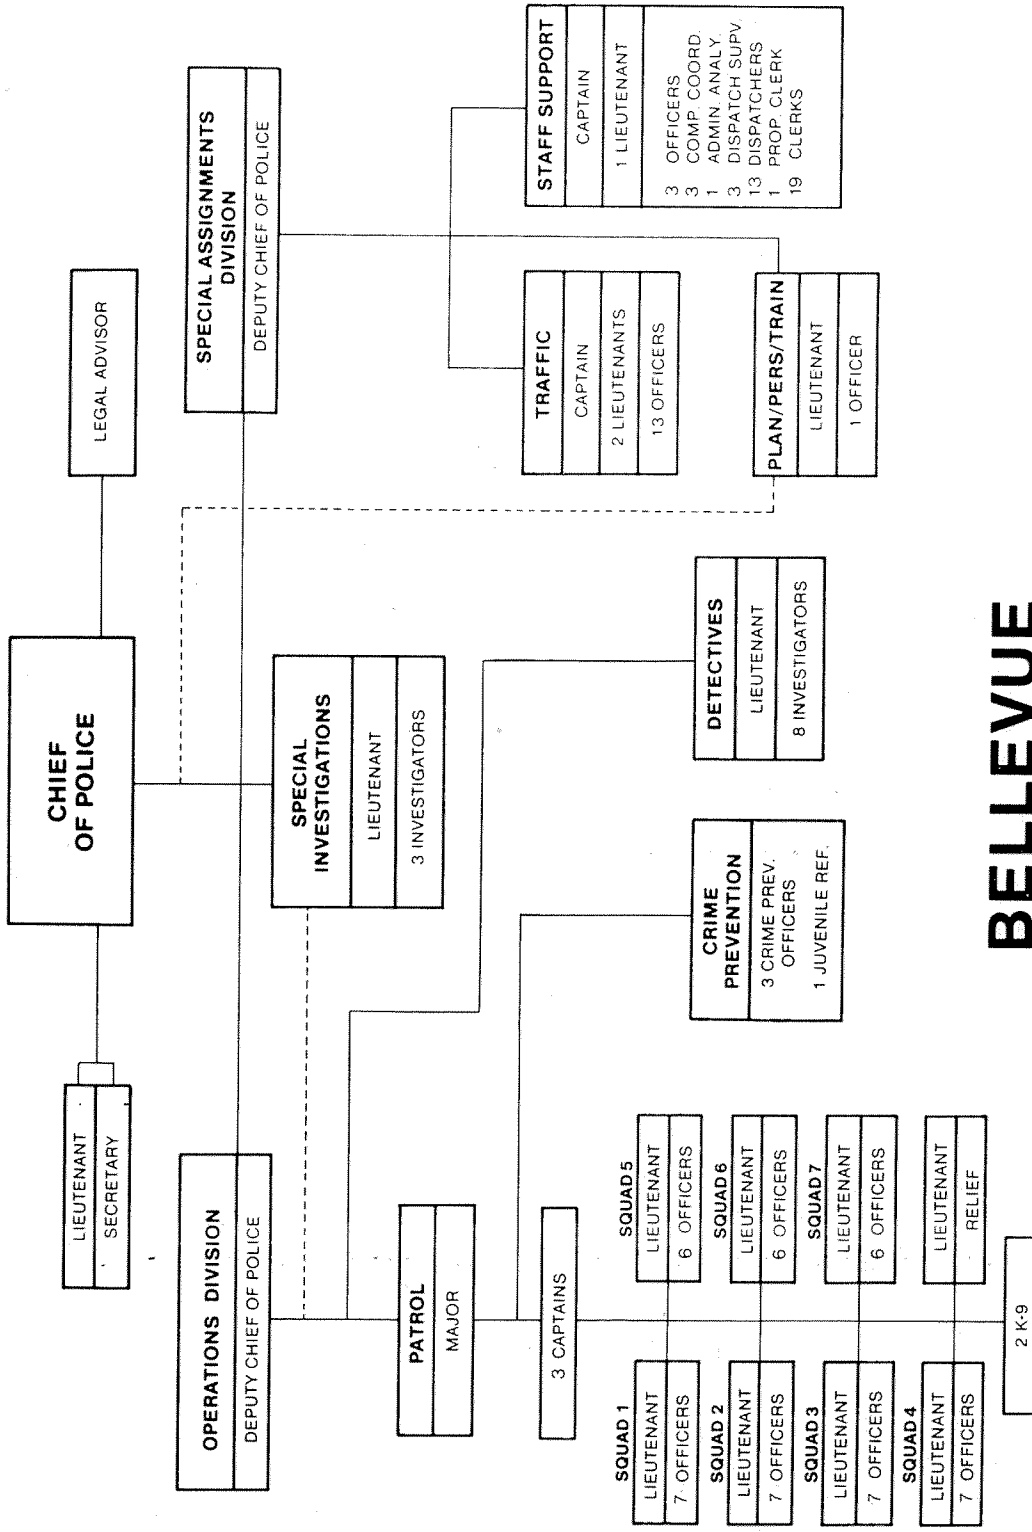 CHIEF
OF POLICE
LIEUTENANT
SECRETARY
LEGAL ADVISOR
OPERATIONS DIVISION
DEPUTY CHIEF OF POLICE
SPECIAL ASSIGNMENTS
DIVISION
DEPUTY CHIEF OF POLICE
SPECIAL
INVESTIGATIONS
LIEUTENANT
3 INVESTIGATORS
PATROL
MAJOR
3 CAPTAINS
SQUAD 1
LIEUTENANT
7 OFFICERS
SQUAD 2
LIEUTENANT
7 OFFICERS
SQUAD 3
LIEUTENANT
7 OFFICERS
SQUAD 4
LIEUTENANT
7 OFFICERS
SQUAD 5
LIEUTENANT
6 OFFICERS
SQUAD 6
LIEUTENANT
6 OFFICERS
SQUAD 7
LIEUTENANT
6 OFFICERS
LIEUTENANT
RELIEF
2 K-9
CRIME
PREVENTION
3 CRIME PREV.
OFFICERS
1 JUVENILE REF.
DETECTIVES
LIEUTENANT
8 INVESTIGATORS
TRAFFIC
CAPTAIN
2 LIEUTENANTS
13 OFFICERS
STAFF SUPPORT
CAPTAIN
1 LIEUTENANT
3 OFFICERS
3 COMP. COORD.
1 ADMIN. ANALY.
3 DISPATCH SUPV.
13 DISPATCHERS
1 PROP. CLERK
19 CLERKS
PLAN/PERS/TRAIN
LIEUTENANT
1 OFFICER
BELLEVUE